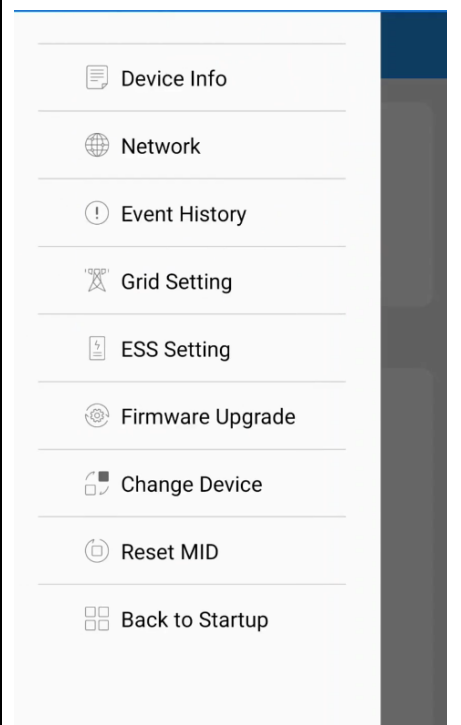 Device Info
Network
Event History
Grid Setting
ESS Setting
Firmware Upgrade
Change Device
Reset MID
Back to Startup